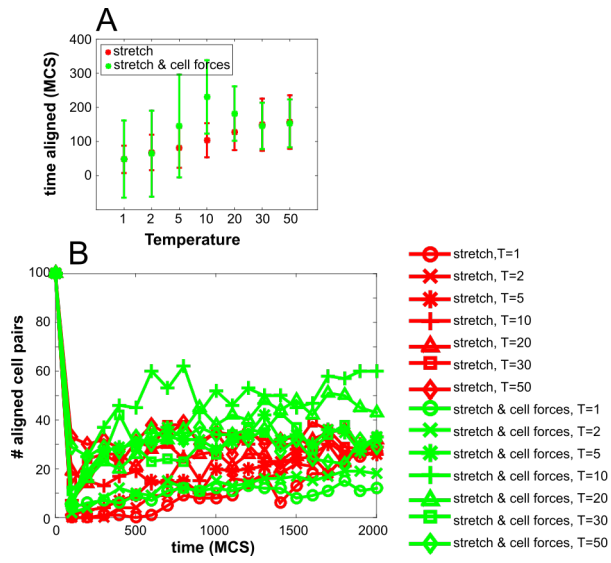 A
stretch
stretch & cell forces
time aligned (MCS)
400
300
200
100
0
1 2 5 10 20 30 50
Temperature
B
# aligned cell pairs
100
80
60
40
20
0
0 500 1000 1500 2000
time (MCS)
stretch,T=1
stretch, T=2
stretch, T=5
stretch, T=10
stretch, T=20
stretch, T=30
stretch, T=50
stretch & cell forces, T=1
stretch & cell forces, T=2
stretch & cell forces, T=5
stretch & cell forces, T=10
stretch & cell forces, T=20
stretch & cell forces, T=30
stretch & cell forces, T=50